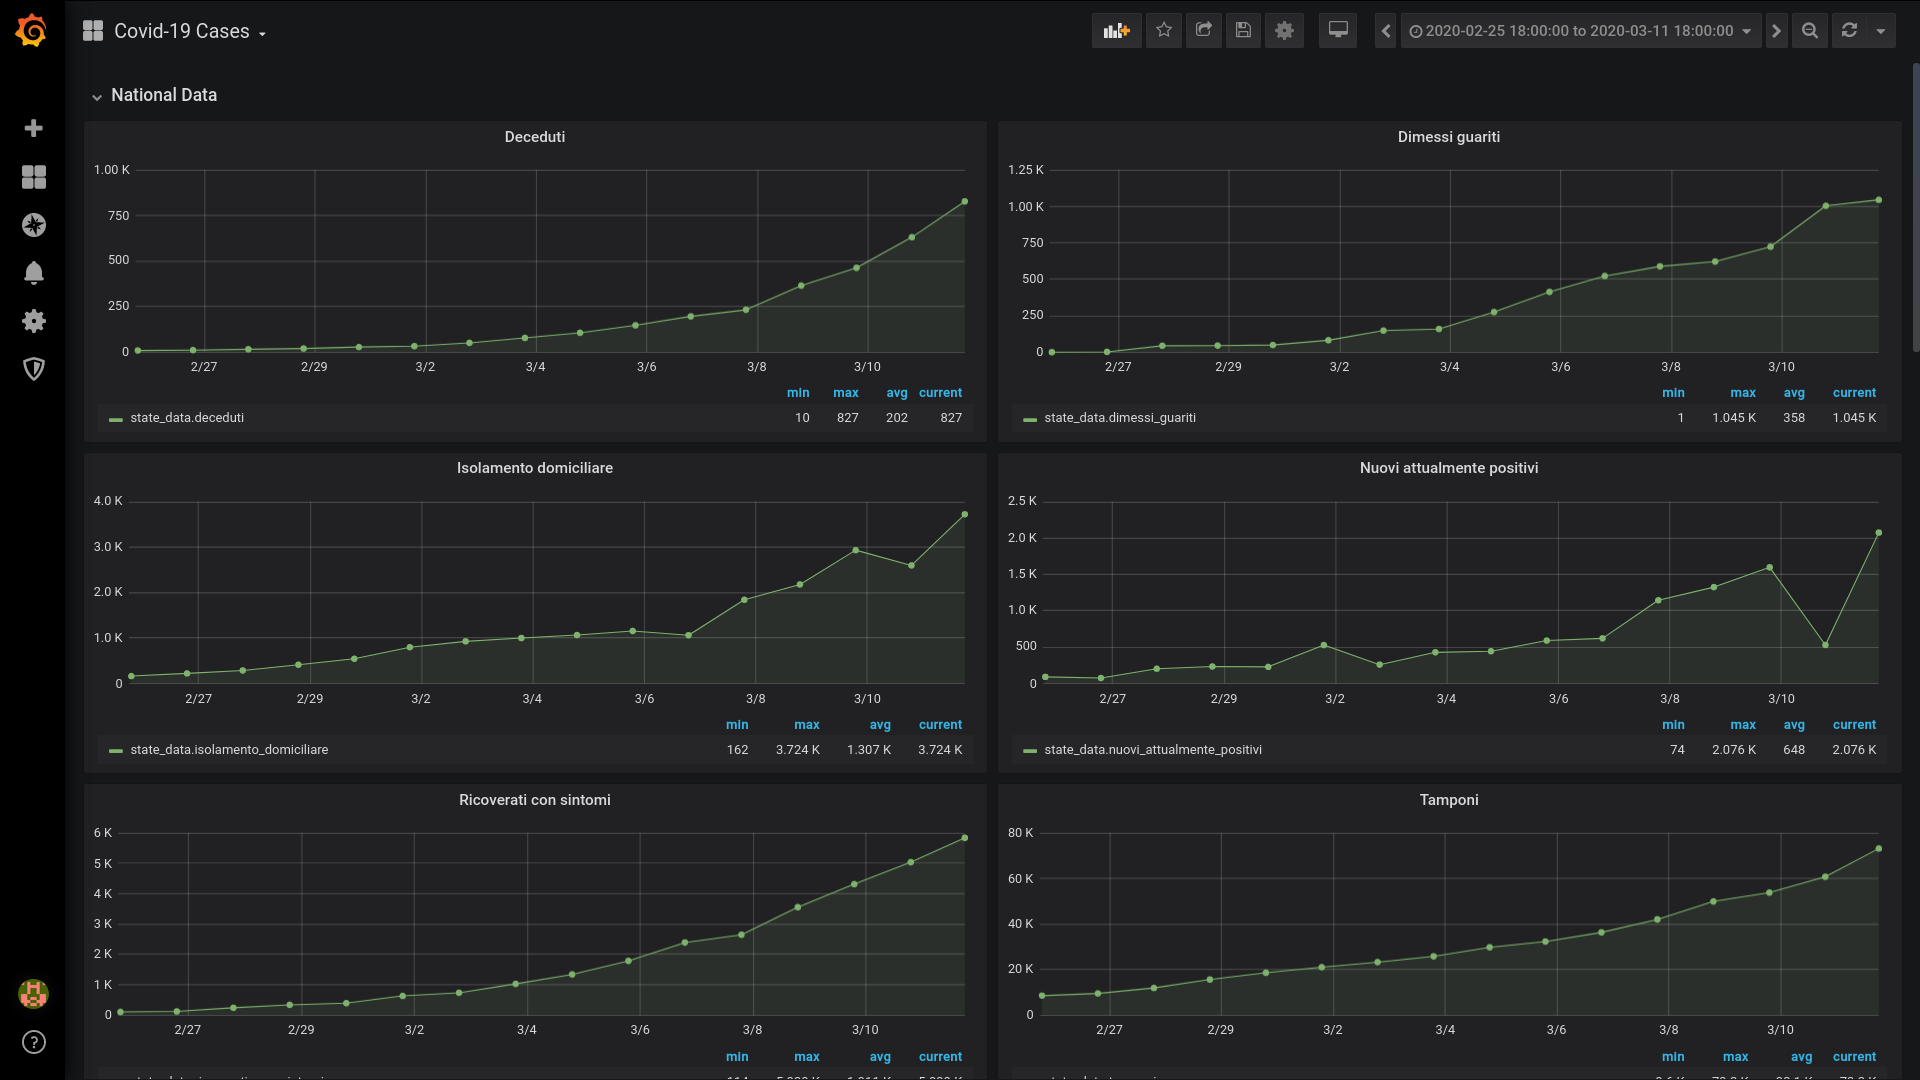 Covid-19 Cases
2020-02-25 18:00:00 to 2020-03-11 18:00:00
National Data
Deceduti
1.00 K
750
500
250
0
2/27 2/29 3/2 3/4 3/6 3/8 3/10
min max avg current
state_data.deceduti 10 827 202 827
Dimessi guariti
1.25 K
1.00 K
750
500
250
0
2/27 2/29 3/2 3/4 3/6 3/8 3/10
min max avg current
state_data.dimessi_guariti 1 1.045 K 358 1.045 K
Isolamento domiciliare
4.0 K
3.0 K
2.0 K
1.0 K
0
2/27 2/29 3/2 3/4 3/6 3/8 3/10
min max avg current
state_data.isolamento_domiciliare 162 3.724 K 1.307 K 3.724 K
Nuovi attualmente positivi
2.5 K
2.0 K
1.5 K
1.0 K
500
0
2/27 2/29 3/2 3/4 3/6 3/8 3/10
min max avg current
state_data.nuovi_attualmente_positivi 74 2.076 K 648 2.076 K
Ricoverati con sintomi
6 K
5 K
4 K
3 K
2 K
1 K
0
2/27 2/29 3/2 3/4 3/6 3/8 3/10
min max avg current
Tamponi
80 K
60 K
40 K
20 K
0
2/27 2/29 3/2 3/4 3/6 3/8 3/10
min max avg current